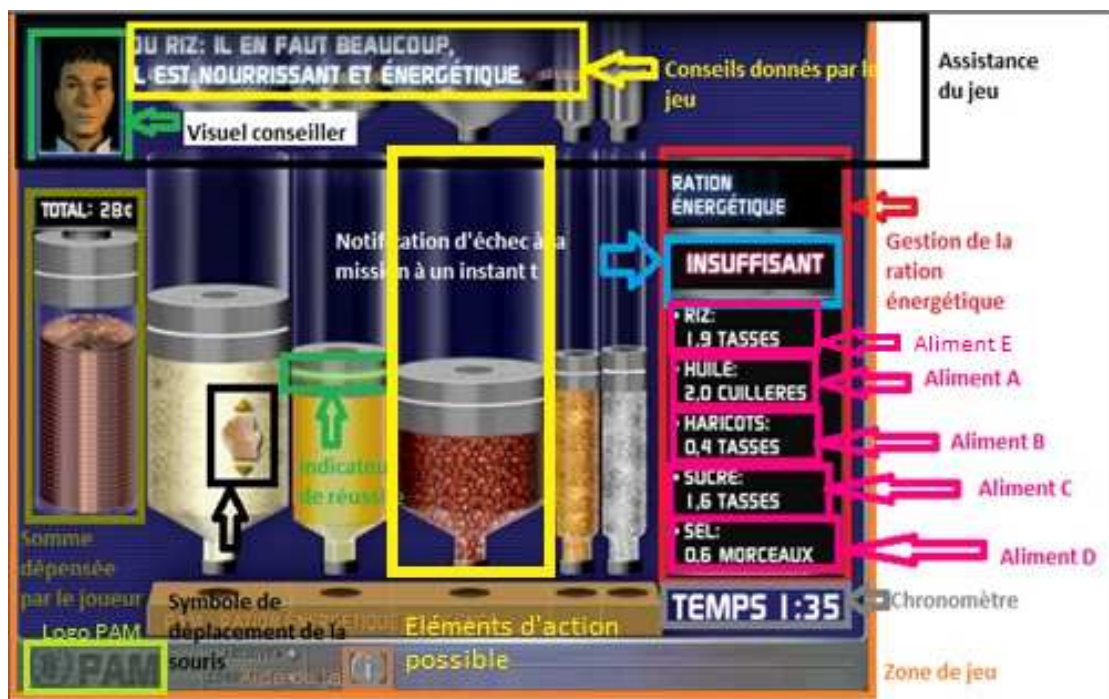 DU RIZ: IL EN FAUT BEAUCOUP,
IL EST NOURRISSANT ET ÉNERGÉTIQUE
Conseils donnés par le
jeu
Assistance
du jeu
Visuel conseiller
TOTAL: 28¢
RATION
ÉNERGÉTIQUE
Notification d'échec à la
mission à un instant t
INSUFFISANT
Gestion de la
ration
énergétique
• RIZ:
1,9 TASSES
Aliment E
• HUILE:
2,0 CUILLERES
Aliment A
• HARICOTS:
0,4 TASSES
Aliment B
• SUCRE:
1,6 TASSES
Aliment C
• SEL:
0,6 MORCEAUX
Aliment D
Indicateur
de réussite
Somme
dépensée
par le joueur
Symbole de
déplacement de la
souris
Eléments d'action
possible
TEMPS 1:35
Chronomètre
Logo PAM
PAM
Zone de jeu